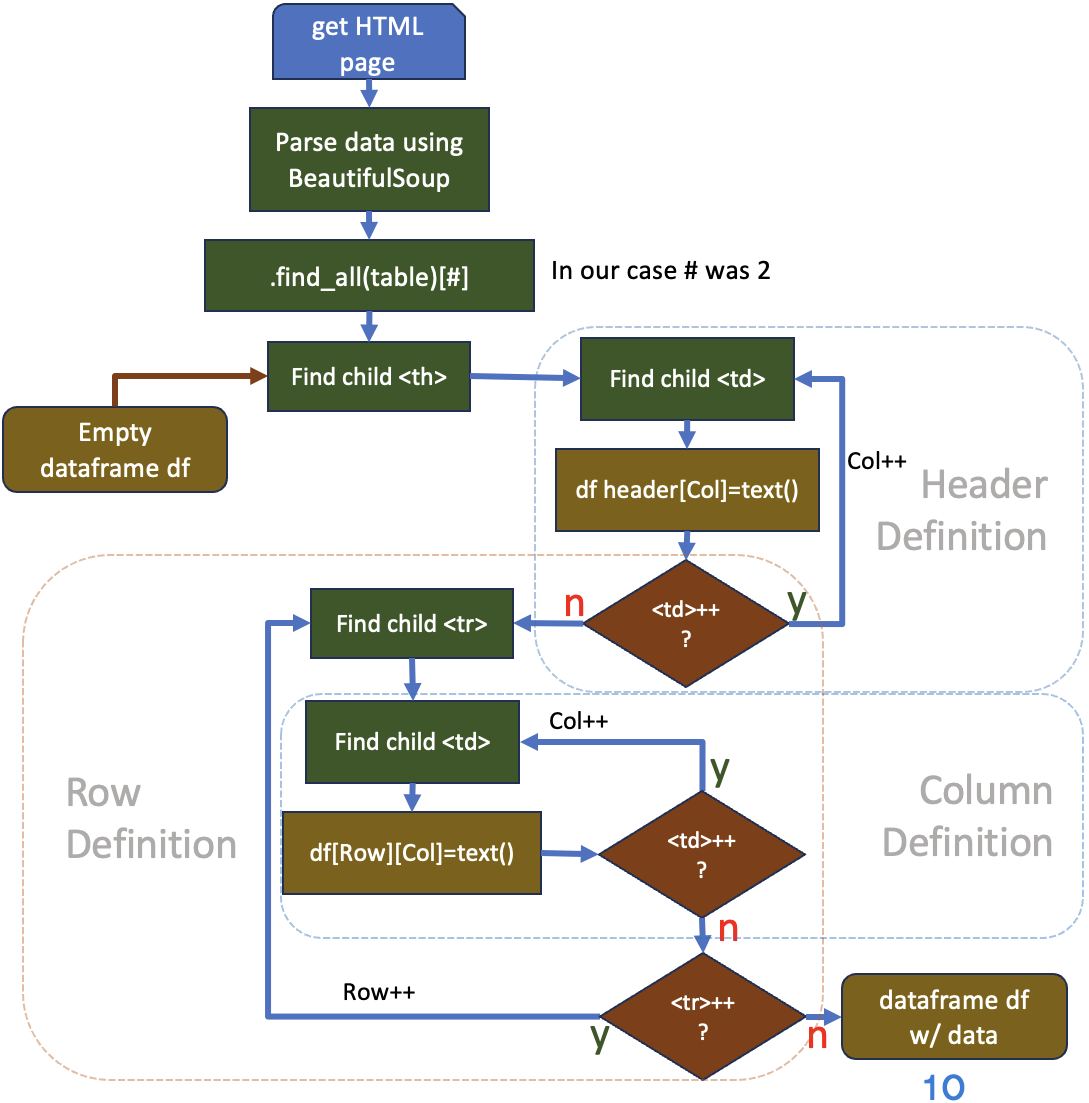 get HTML
page
Parse data using
BeautifulSoup
.find_all(table)[#]
In our case # was 2
Find child <th>
Empty
dataframe df
Find child <td>
df header[Col]=text()
Col++
Header
Definition
<td>++
?
n
y
Find child <tr>
Find child <td>
Col++
y
df[Row][Col]=text()
<td>++
?
n
Row
Definition
Column
Definition
Row++
<tr>++
?
y
n
dataframe df
w/ data
10